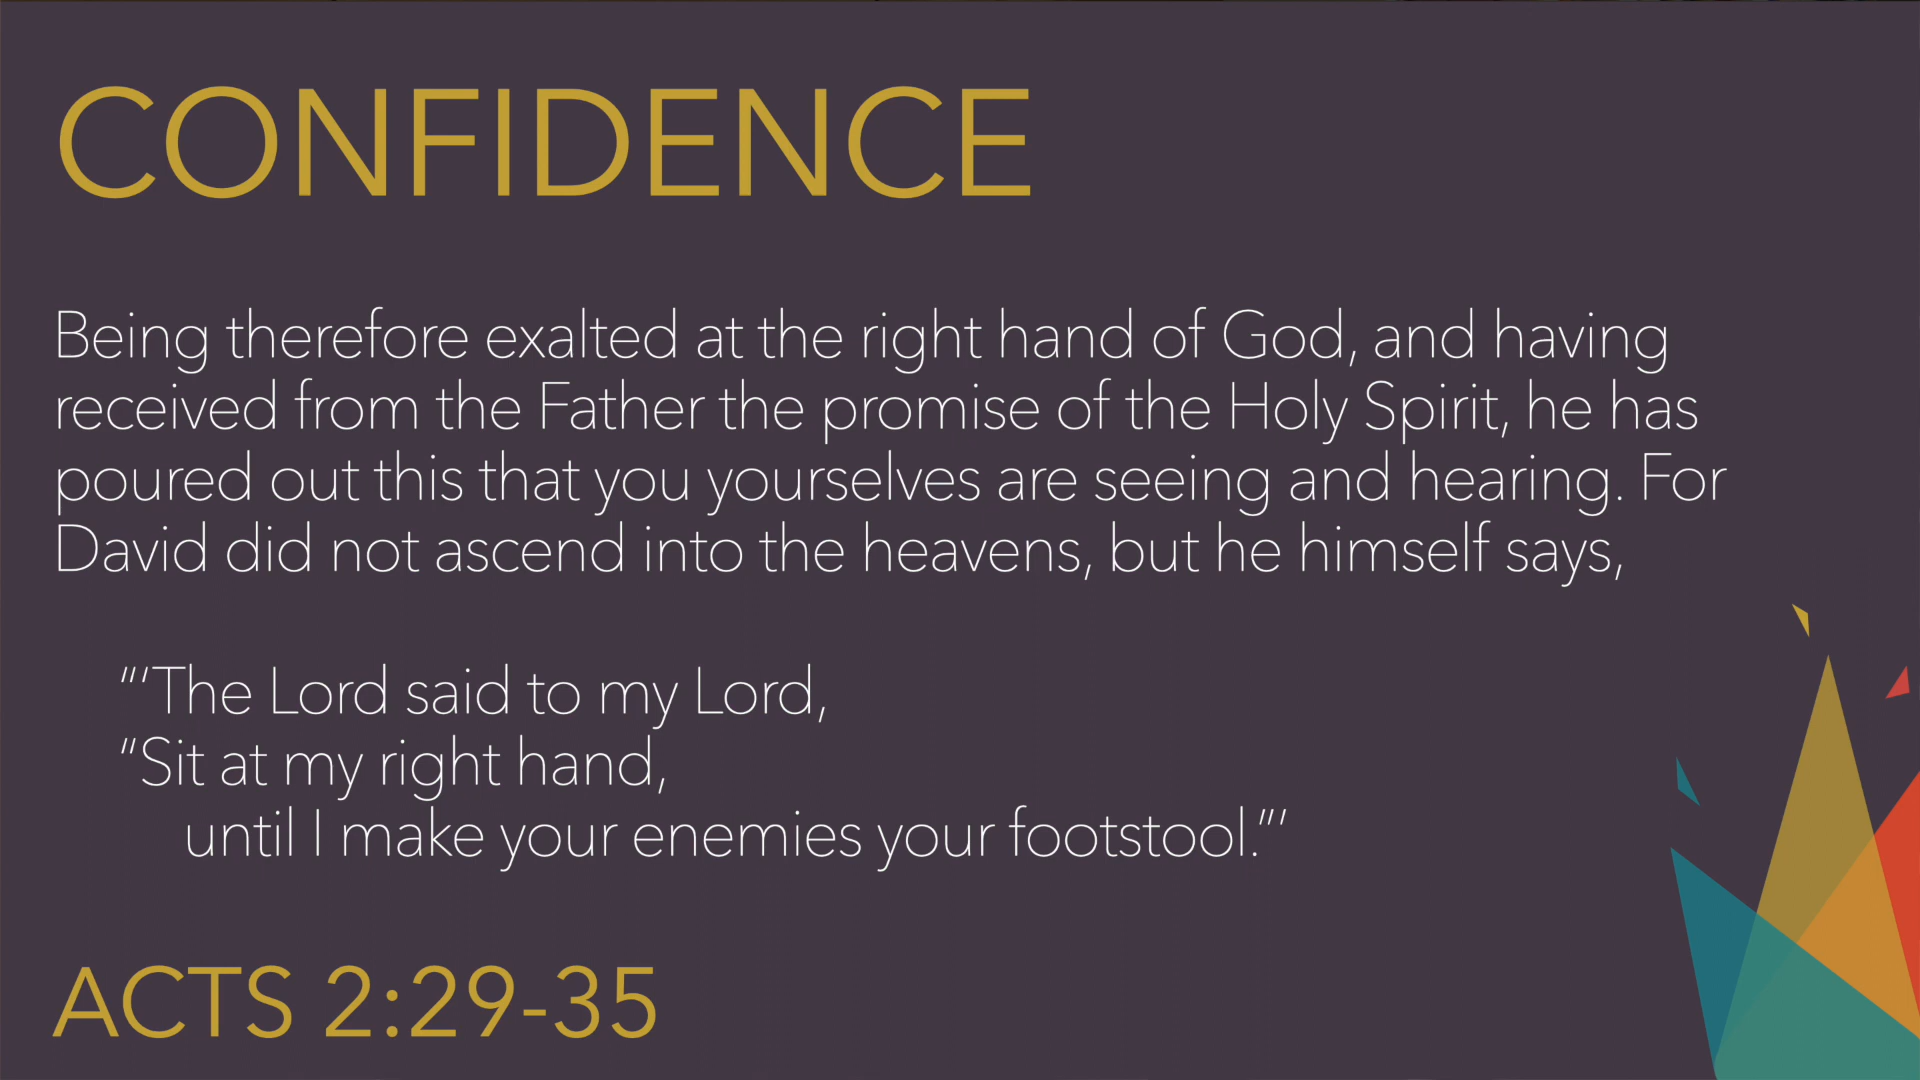 CONFIDENCE
Being therefore exalted at the right hand of God, and having
received from the Father the promise of the Holy Spirit, he has
poured out this that you yourselves are seeing and hearing. For
David did not ascend into the heavens, but he himself says,
“‘The Lord said to my Lord,
“Sit at my right hand,
until I make your enemies your footstool.”’
ACTS 2:29-35